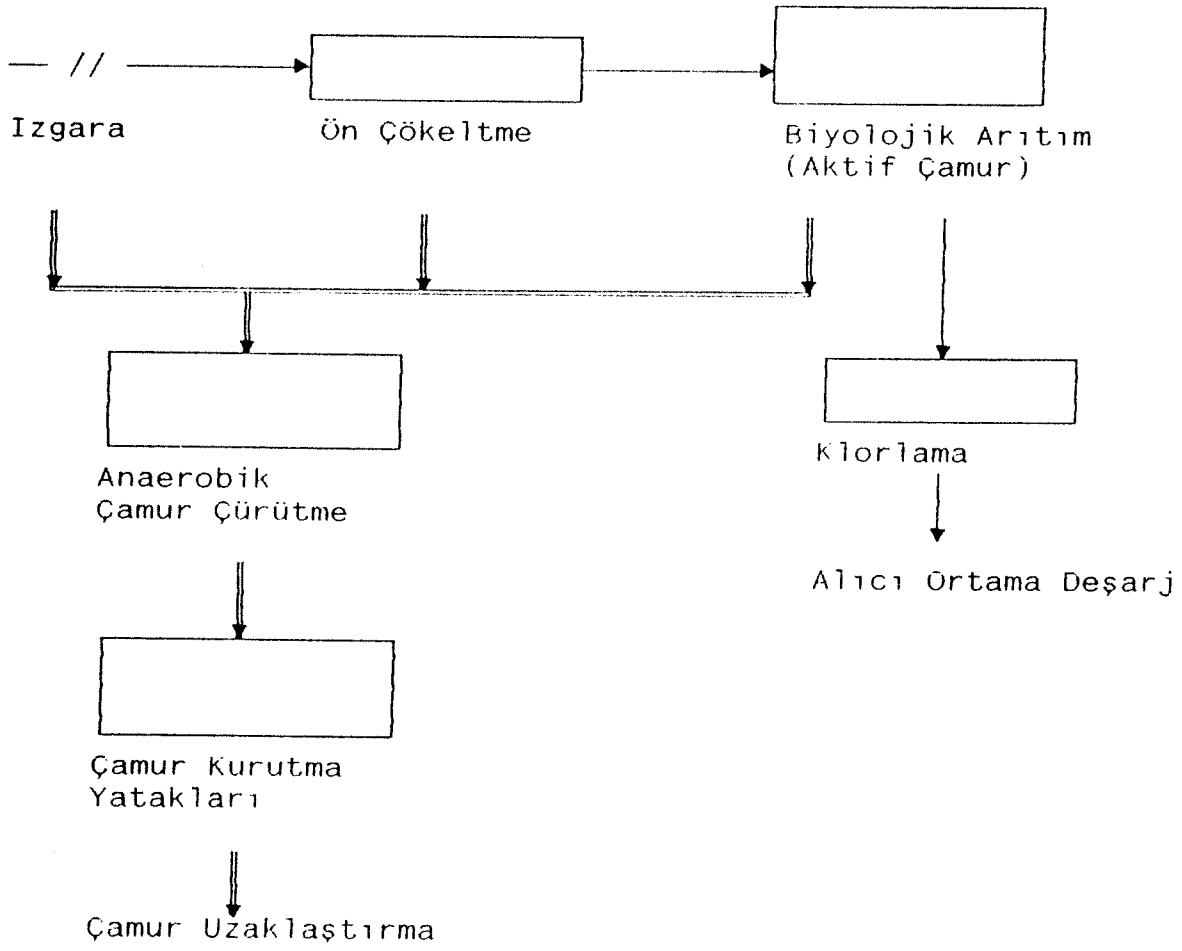 Izgara
Ön Çökeltme
Biyolojik Arıtım
(Aktif Çamur)
Anaerobik
Çamur Çürütme
Klorlama
Alıcı Ortama Deşarj
Çamur Kurutma
Yatakları
Çamur Uzaklaştırma